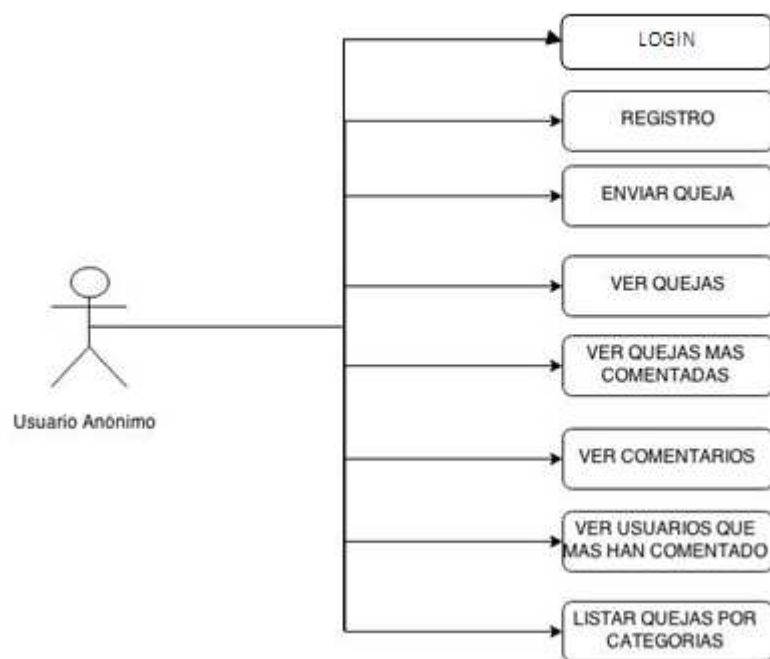 LOGIN
REGISTRO
ENVIAR QUEJA
VER QUEJAS
VER QUEJAS MAS
COMENTADAS
Usuario Anónimo
VER COMENTARIOS
VER USUARIOS QUE
MAS HAN COMENTADO
LISTAR QUEJAS POR
CATEGORIAS